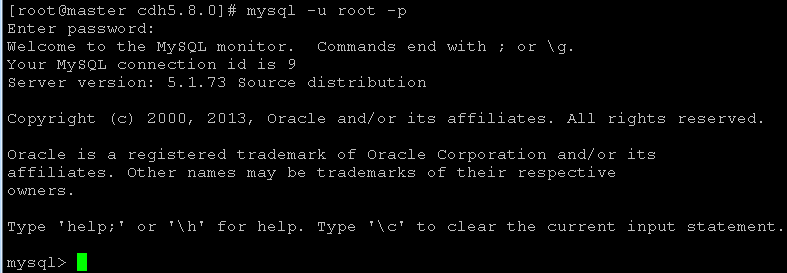 [root@master cdh5.8.0]# mysql -u root -p
Enter password:
Welcome to the MySQL monitor.  Commands end with ; or \g.
Your MySQL connection id is 9
Server version: 5.1.73 Source distribution
Copyright (c) 2000, 2013, Oracle and/or its affiliates. All rights reserved.
Oracle is a registered trademark of Oracle Corporation and/or its
affiliates. Other names may be trademarks of their respective
owners.
Type 'help;' or '\h' for help. Type '\c' to clear the current input statement.
mysql>